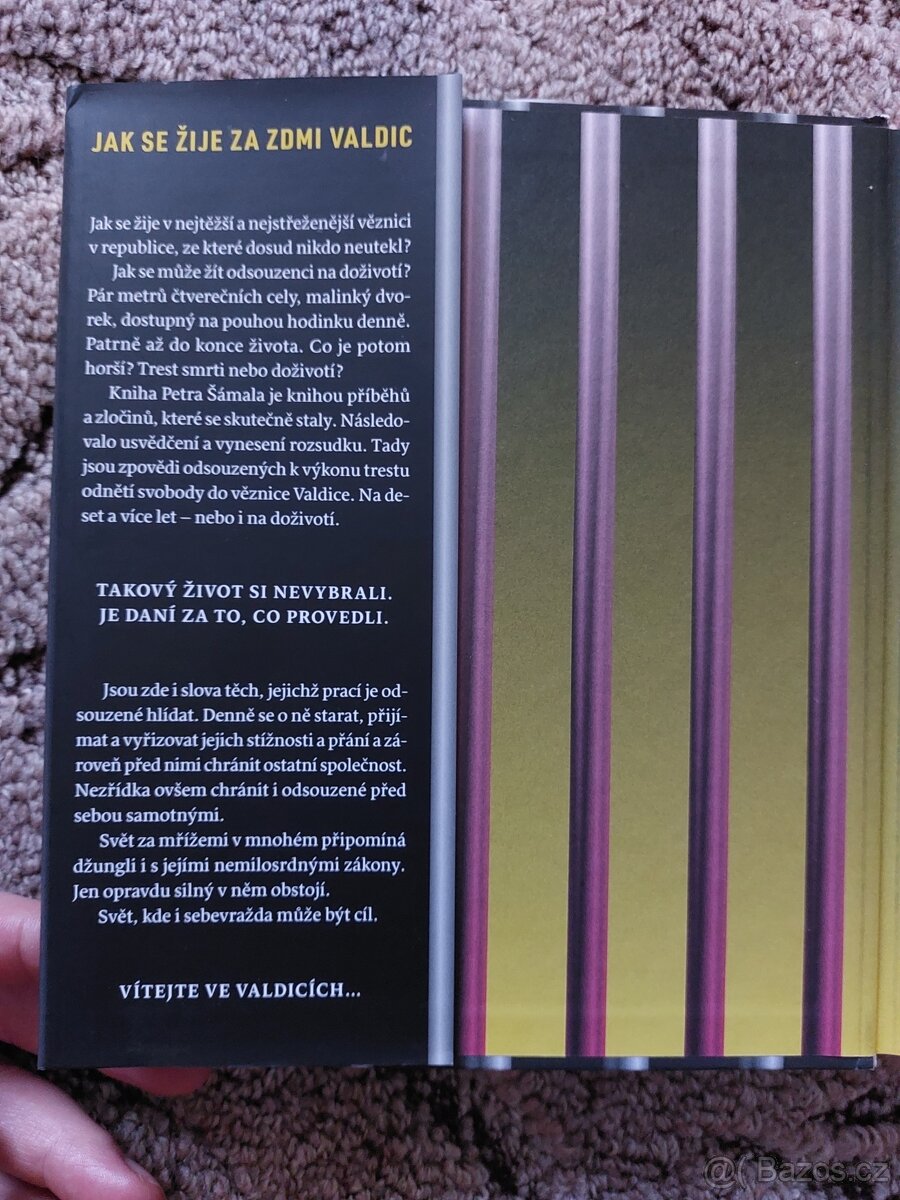 JAK SE ŽIJE ZA ZDMI VALDIC
Jak se žije v nejtěžší a nejstřeženější věznici
v republice, ze které dosud nikdo neutekl?
Jak se může žít odsouzenci na doživotí?
Pár metrů čtverečních cely, malinký dvo-
rek, dostupný na pouhou hodinku denně.
Patrně až do konce života. Co je potom
horší? Trest smrti nebo doživotí?
Kniha Petra Šámala je knihou příběhů
a zločinů, které se skutečně staly. Násled­o-
valo usvědčení a vynesení rozsudku. Tady
jsou zpovědi odsouzených k výkonu trestu
odnětí svobody do věznice Valdice. Na de-
set a více let – nebo i na doživotí.
TAKOVÝ ŽIVOT SI NEVYBRALI.
JE DANÍ ZA TO, CO PROVEDLI.
Jsou zde i slova těch, jejichž prací je od-
souzené hlídat. Denně se o ně starat, přijí-
mat a vyřizovat jejich stížnosti a přání a zá-
roveň před nimi chránit ostatní společnost.
Nezřídka ovšem chránit i odsouzené před
sebou samotnými.
Svět za mřížemi v mnohém připomíná
džungli i s jejími nemilosrdnými zákony.
Jen opravdu silný v něm obstojí.
Svět, kde i sebevražda může být cíl.
VÍTEJTE VE VALDICÍCH...
@( Bazos.cz